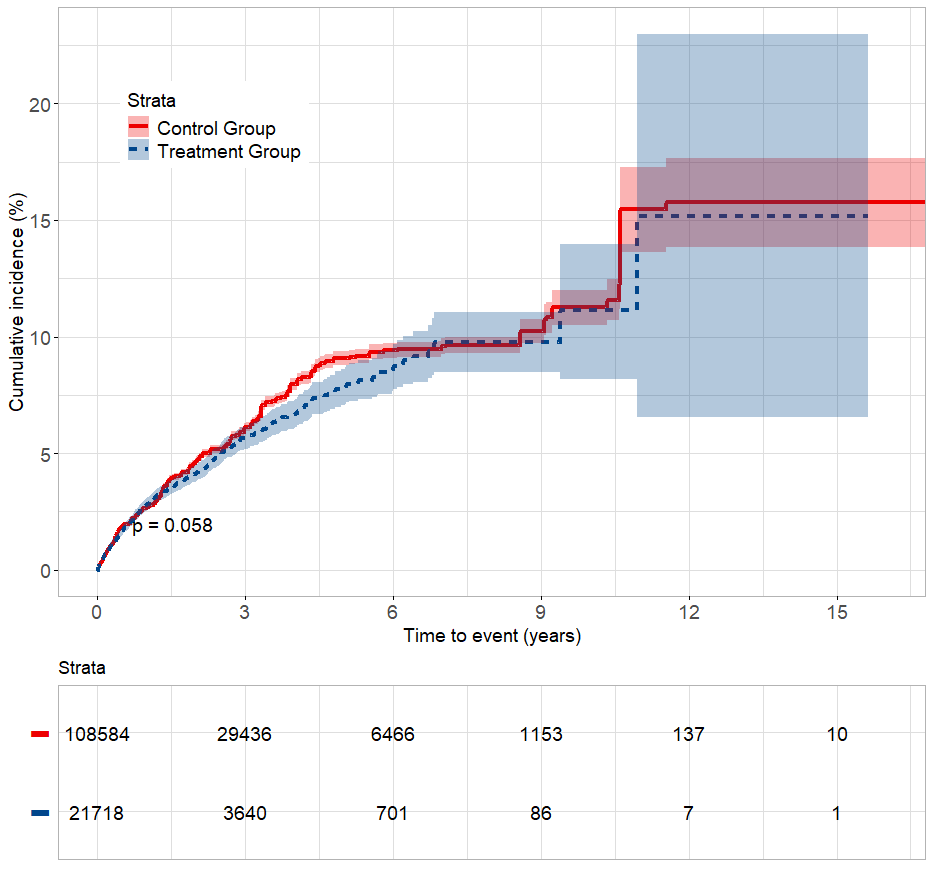 Cumulative incidence (%)
20
15
10
5
0
Strata
Control Group
Treatment Group
p = 0.058
0 3 6 9 12 15
Time to event (years)
Strata
108584 29436 6466 1153 137 10
21718 3640 701 86 7 1